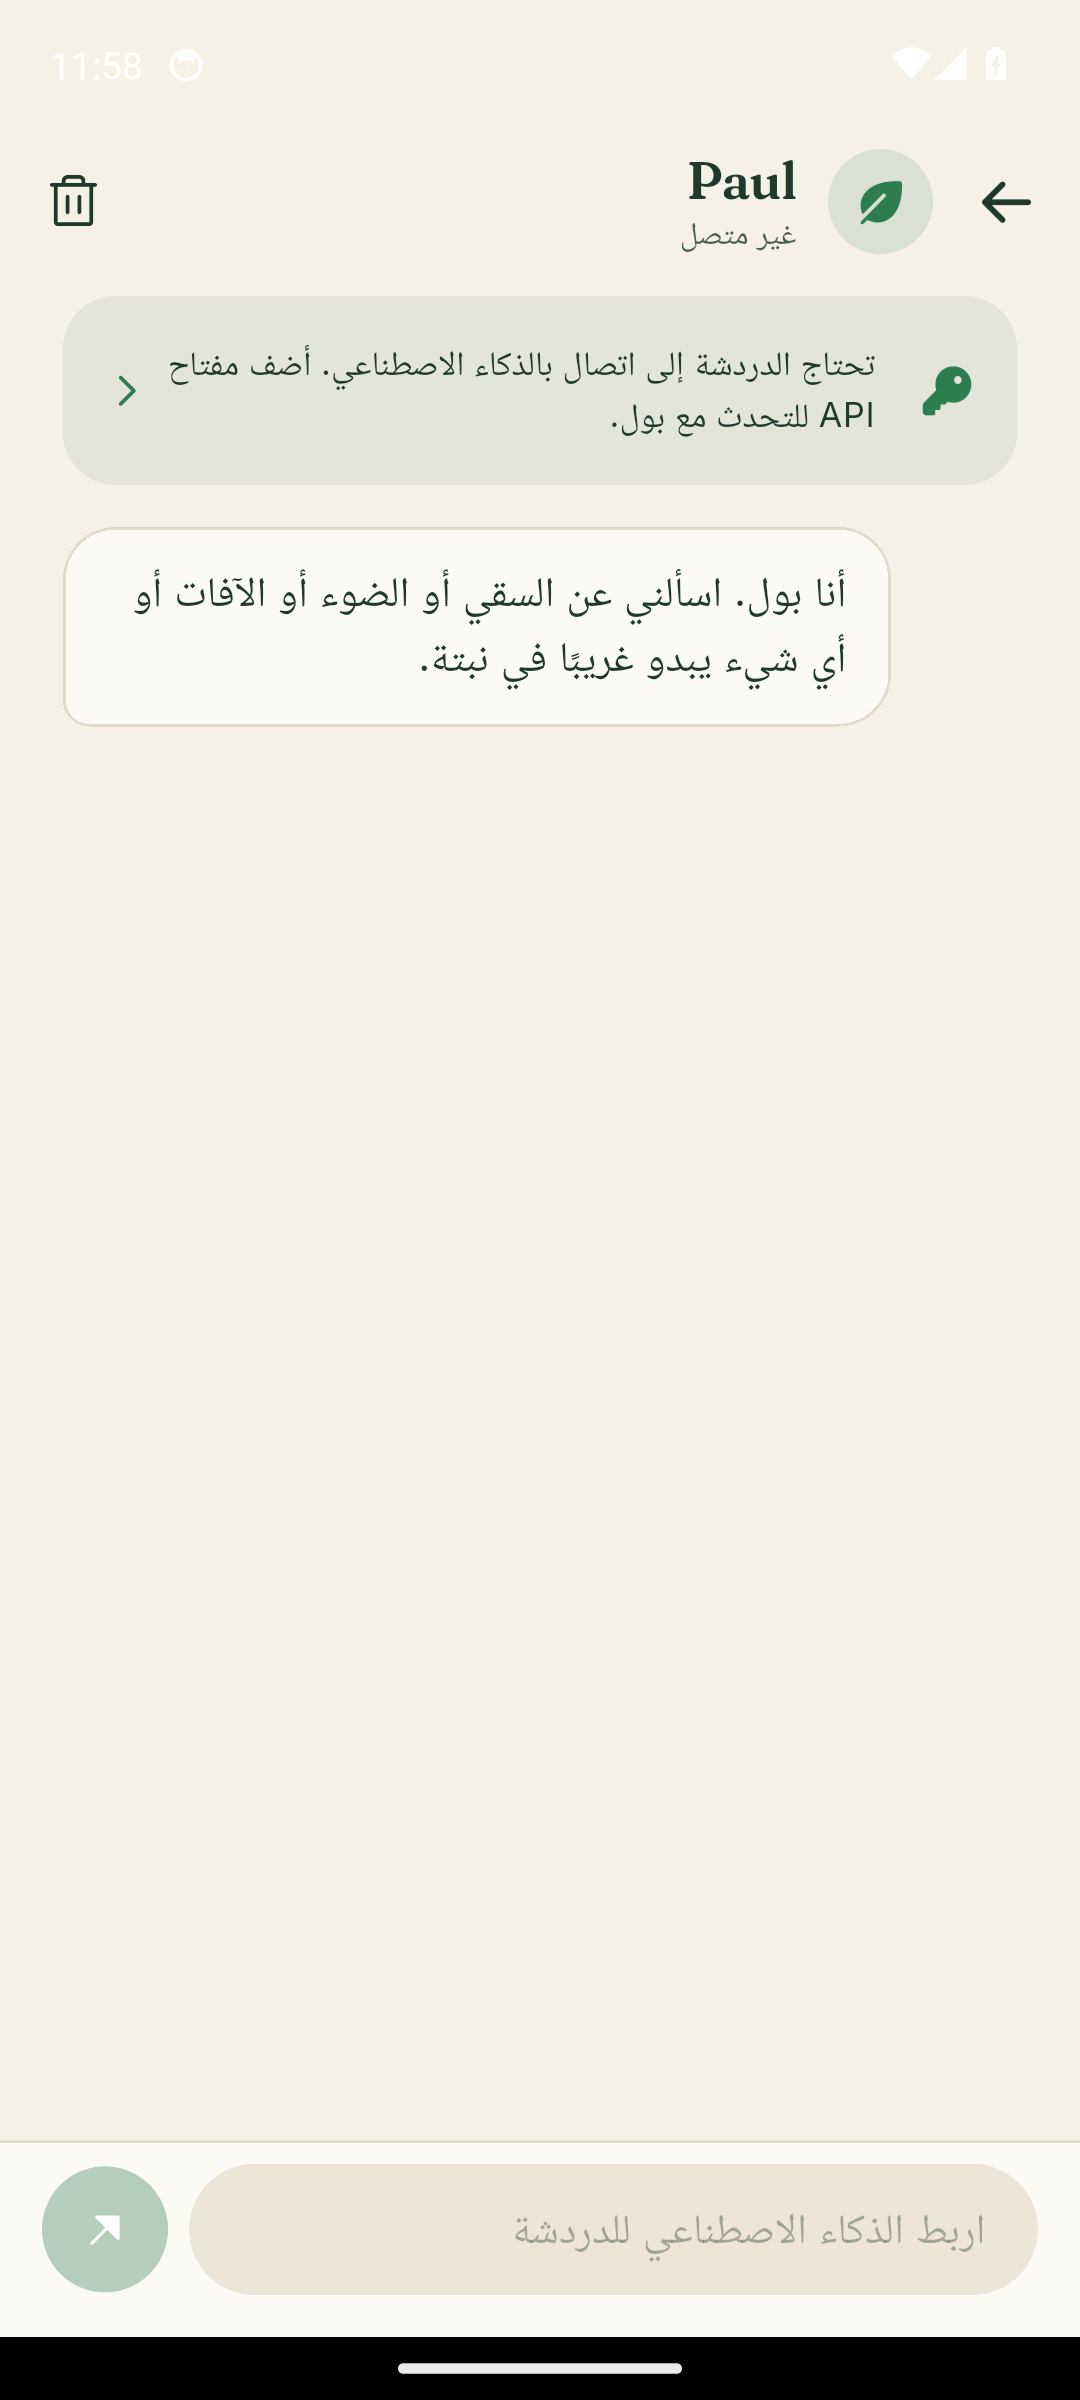 11:58
Paul
غير متصل
تحتاج الدردشة إلى اتصال بالذكاء الاصطناعي. أضف مفتاح
API للتحدث مع بول.
أنا بول. اسألني عن السقي أو الضوء أو الآفات أو
أي شيء يبدو غريبًا في نبتة.
اربط الذكاء الاصطناعي للدردشة